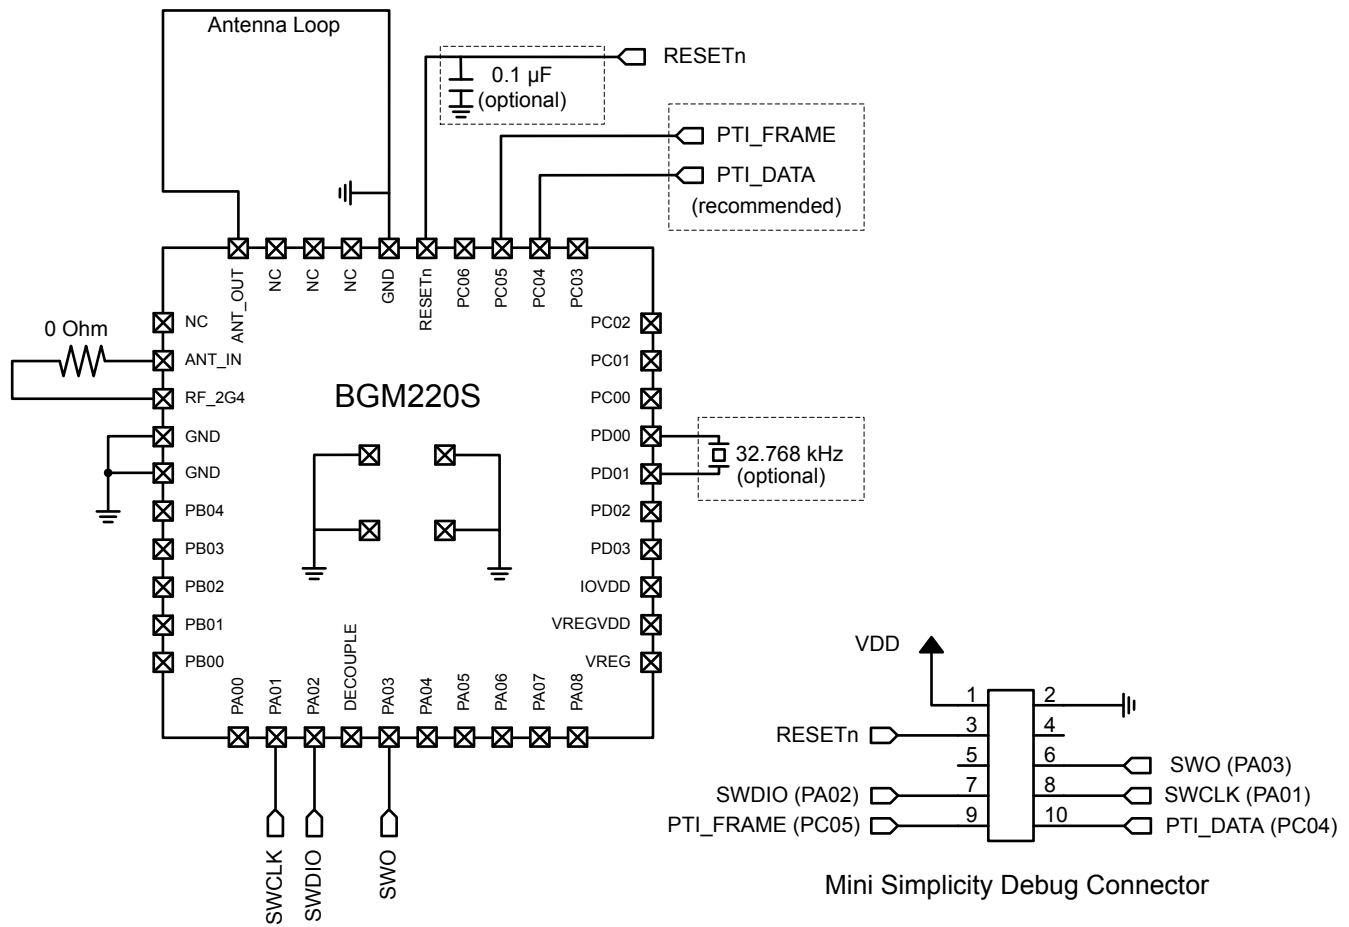 Antenna Loop
RESETn
0.1 µF
(optional)
PTI_FRAME
PTI_DATA
(recommended)
ANT_OUT
NC
NC
NC
GND
RESETn
PC06
PC05
PC04
PC03
0 Ohm
NC
ANT_IN
RF_2G4
GND
GND
PB04
PB03
PB02
PB01
PB00
BGM220S
PC02
PC01
PC00
PD00
PD01
PD02
PD03
IOVDD
VREGVDD
VREG
32.768 kHz
(optional)
PA00
PA01
PA02
DECOUPLE
PA03
PA04
PA05
PA06
PA07
PA08
SWCLK
SWDIO
SWO
VDD
1 2
RESETn 3 4
5 6 SWO (PA03)
SWDIO (PA02) 7 8 SWCLK (PA01)
PTI_FRAME (PC05) 9 10 PTI_DATA (PC04)
Mini Simplicity Debug Connector